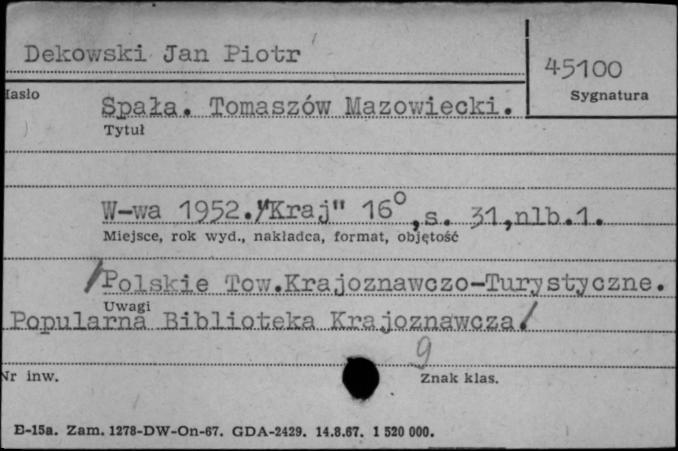 Dekowski Jan Piotr
45100
Hasło
Sygnatura
Spała. Tomaszów Mazowiecki.
Tytuł
W-wa 1952. "Kraj" 16°, s. 31, nlb.1.
Miejsce, rok wyd., nakładca, format, objętość
/Polskie Tow.Krajoznawczo-Turystyczne.
Uwagi
Popularna Biblioteka Krajoznawcza/
9
Nr inw.
Znak klas.
E-15a. Zam. 1278-DW-On-67. GDA-2429. 14.8.67. 1 520 000.